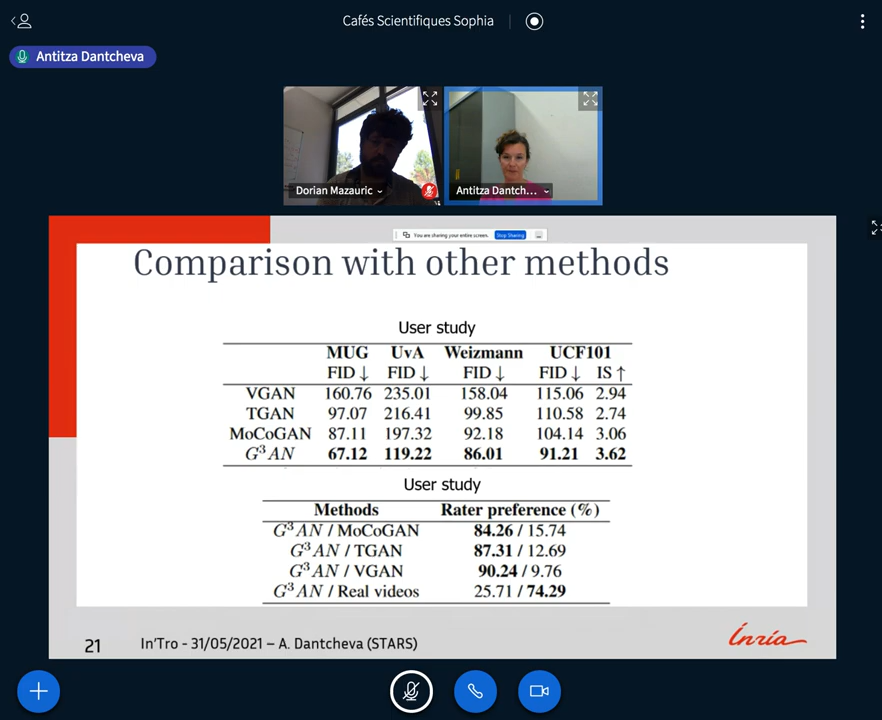 Cafés Scientifiques Sophia
Antitza Dantcheva
Dorian Mazauric
Antitza Dantch...
You are sharing your entire screen. Stop Sharing
Comparison with other methods
User study
MUG UvA Weizmann UCF101
FID ↓ FID ↓ FID ↓ FID ↓ IS ↑
VGAN 160.76 235.01 158.04 115.06 2.94
TGAN 97.07 216.41 99.85 110.58 2.74
MoCoGAN 87.11 197.32 92.18 104.14 3.06
G³AN 67.12 119.22 86.01 91.21 3.62
User study
Methods Rater preference (%)
G³AN / MoCoGAN 84.26 / 15.74
G³AN / TGAN 87.31 / 12.69
G³AN / VGAN 90.24 / 9.76
G³AN / Real videos 25.71 / 74.29
21 In'Tro - 31/05/2021 – A. Dantcheva (STARS)
Inría